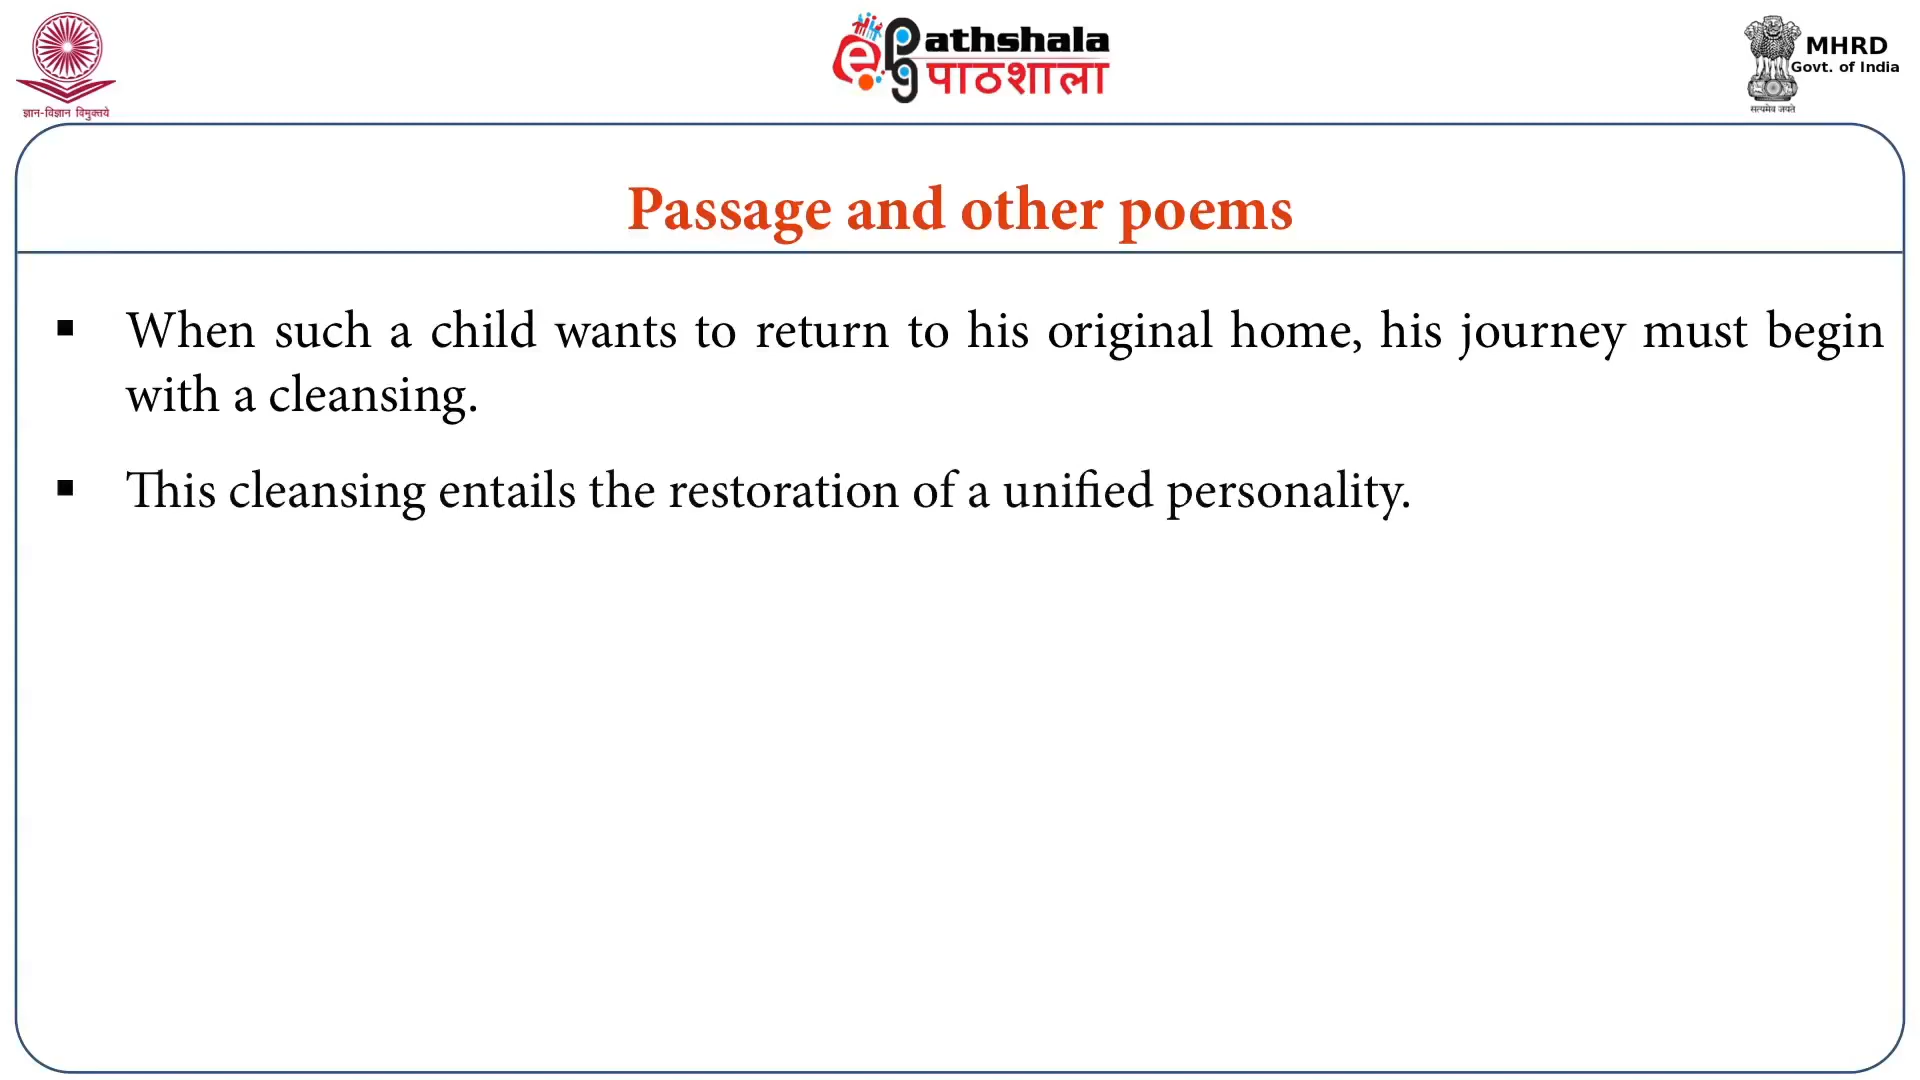 ज्ञान-विज्ञान विमुक्तये
e Pathshala
पाठशाला
MHRD
Govt. of India
सत्यमेव जयते
Passage and other poems
▪ When such a child wants to return to his original home, his journey must begin
with a cleansing.
▪ This cleansing entails the restoration of a unified personality.